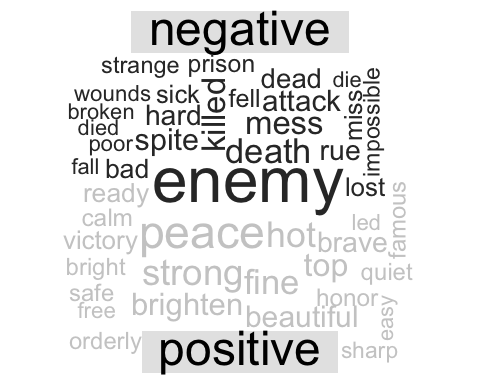 negative
strange prison
dead die
wounds sick killed fell attack miss impossible
broken hard mess
died
poor spite death rue
fall bad enemy lost
ready
calm led famous
victory peace hot brave
bright strong fine top quiet
safe honor
free brighten beautiful easy
orderly sharp
positive